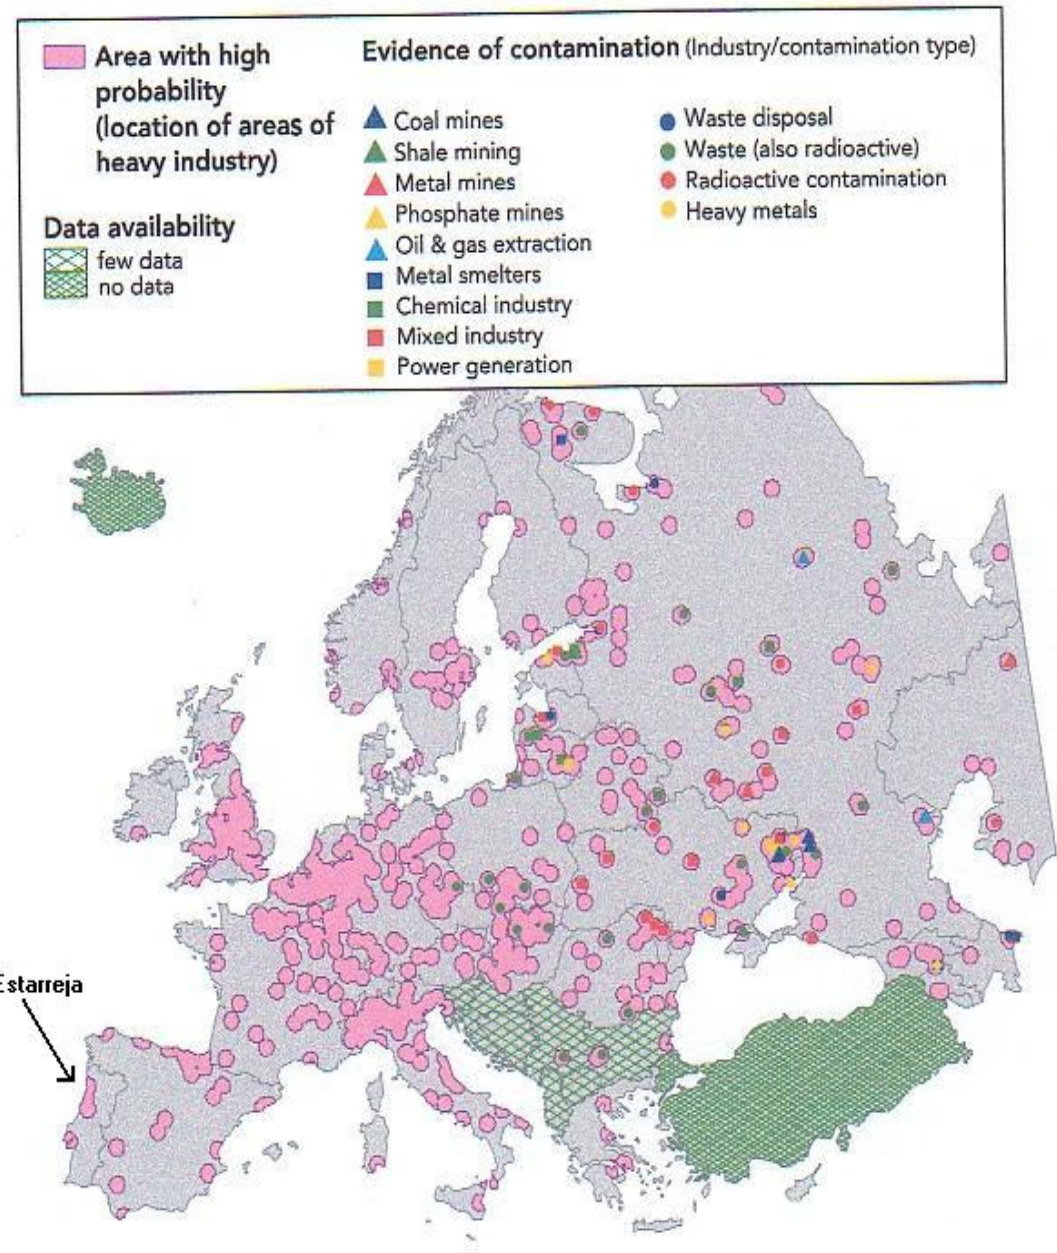 Area with high
probability
(location of areas of
heavy industry)
Data availability
few data
no data
Evidence of contamination (Industry/contamination type)
Coal mines
Shale mining
Metal mines
Phosphate mines
Oil & gas extraction
Metal smelters
Chemical industry
Mixed industry
Power generation
Waste disposal
Waste (also radioactive)
Radioactive contamination
Heavy metals
Estarreja